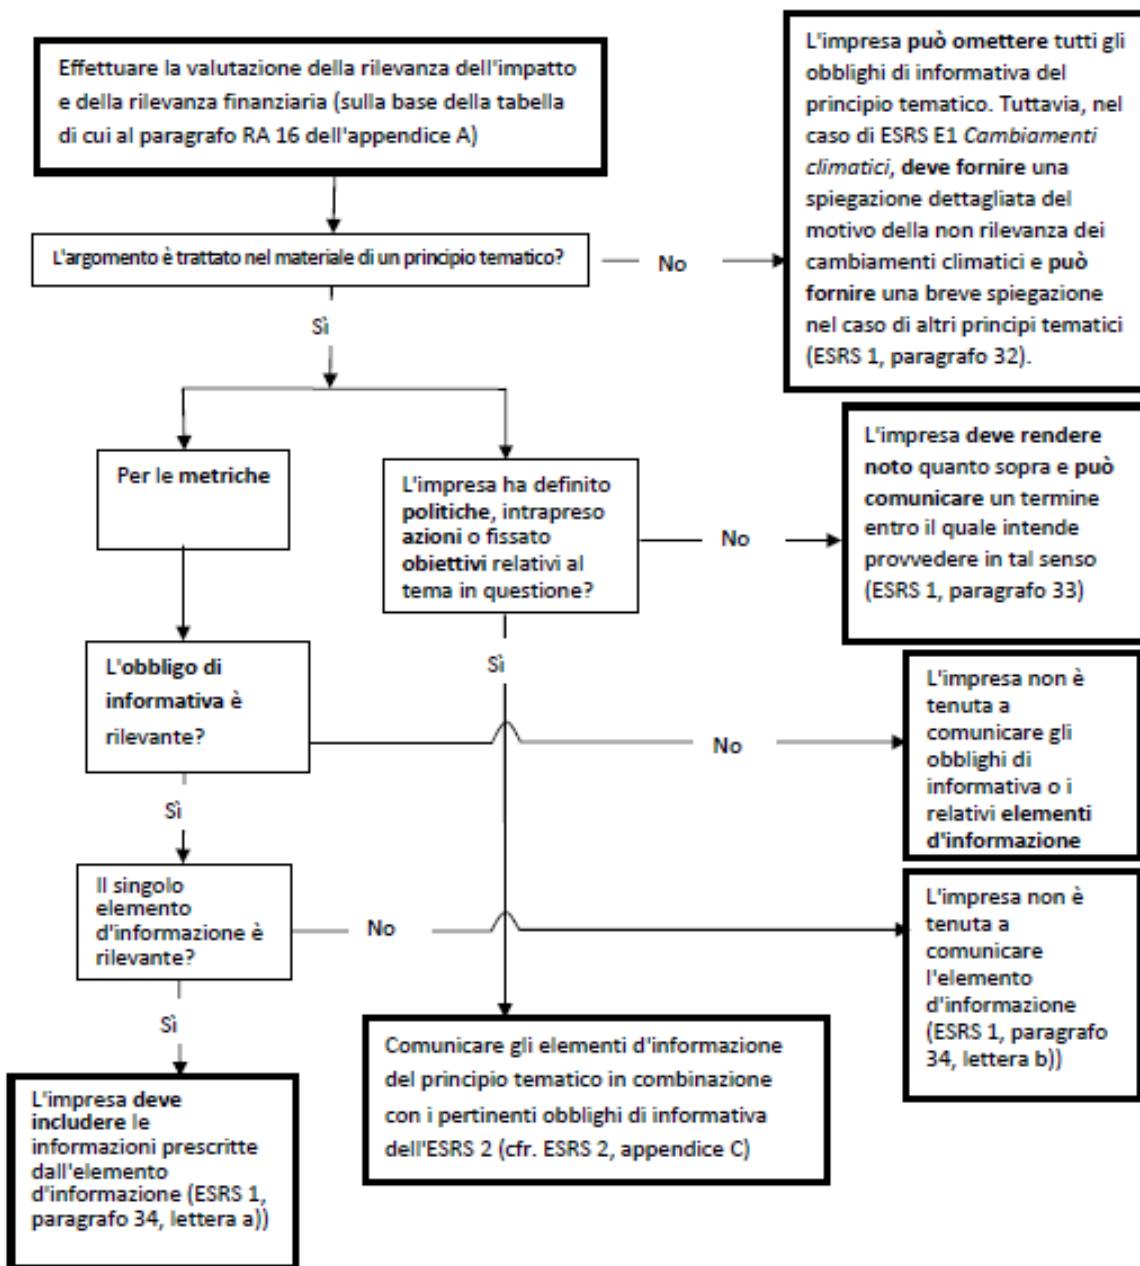 Effettuare la valutazione della rilevanza dell'impatto
e della rilevanza finanziaria (sulla base della tabella
di cui al paragrafo RA 16 dell'appendice A)
L'impresa può omettere tutti gli
obblighi di informativa del
principio tematico. Tuttavia, nel
caso di ESRS E1 Cambiamenti
climatici, deve fornire una
spiegazione dettagliata del
motivo della non rilevanza dei
cambiamenti climatici e può
fornire una breve spiegazione
nel caso di altri principi tematici
(ESRS 1, paragrafo 32).
L'argomento è trattato nel materiale di un principio tematico?
No
Sì
Per le metriche
L'impresa ha definito
politiche, intrapreso
azioni o fissato
obiettivi relativi al
tema in questione?
No
L'impresa deve rendere
noto quanto sopra e può
comunicare un termine
entro il quale intende
provvedere in tal senso
(ESRS 1, paragrafo 33)
Sì
L'obbligo di
informativa è
rilevante?
No
L'impresa non è
tenuta a
comunicare gli
obblighi di
informativa o i
relativi elementi
d'informazione
Sì
Il singolo
elemento
d'informazione è
rilevante?
No
L'impresa non è
tenuta a
comunicare
l'elemento
d'informazione
(ESRS 1, paragrafo
34, lettera b))
Sì
Comunicare gli elementi d'informazione
del principio tematico in combinazione
con i pertinenti obblighi di informativa
dell'ESRS 2 (cfr. ESRS 2, appendice C)
L'impresa deve
includere le
informazioni prescritte
dall'elemento
d'informazione (ESRS 1,
paragrafo 34, lettera a))